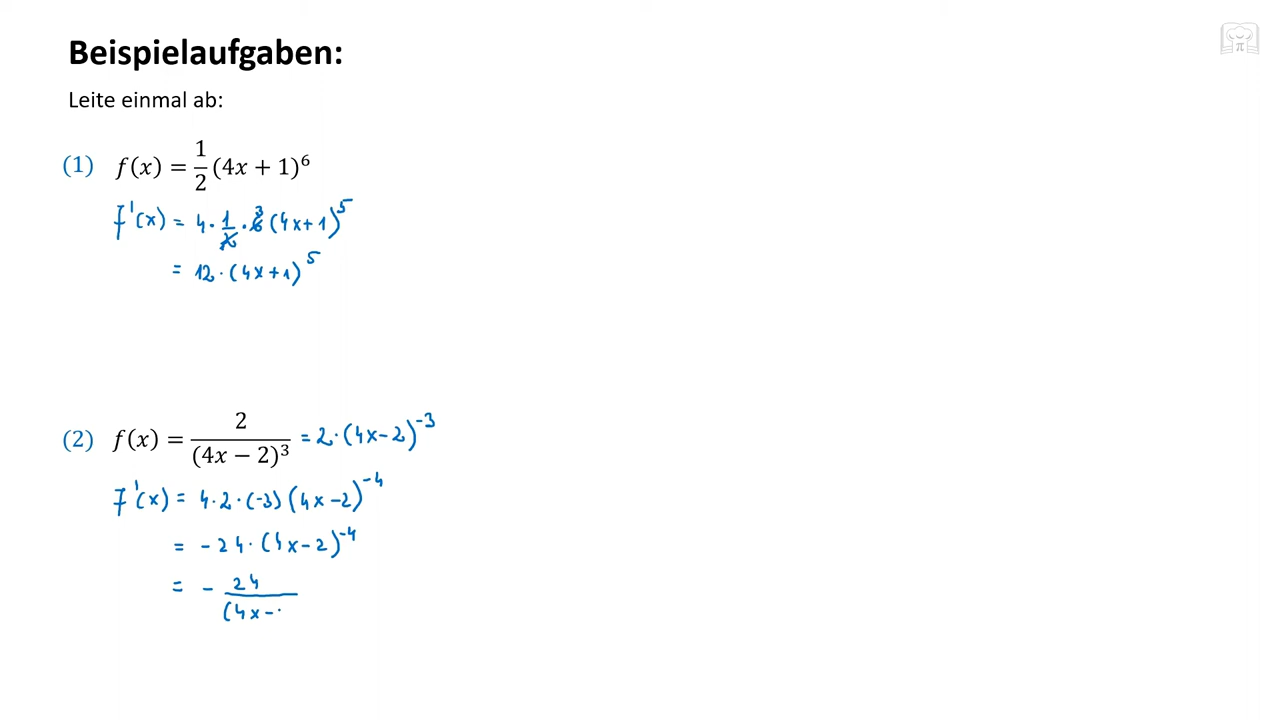 Beispielaufgaben:
Leite einmal ab:
(1) f(x) = 1/2 (4x + 1)⁶
f'(x) = 4 · 1/2 · 6 3 (4x+1)⁵
= 12 · (4x+1)⁵
(2) f(x) = 2/(4x − 2)³ = 2 · (4x−2)⁻³
f'(x) = 4 · 2 · (−3) (4x−2)⁻⁴
= −24 · (4x−2)⁻⁴
= − 24/(4x−